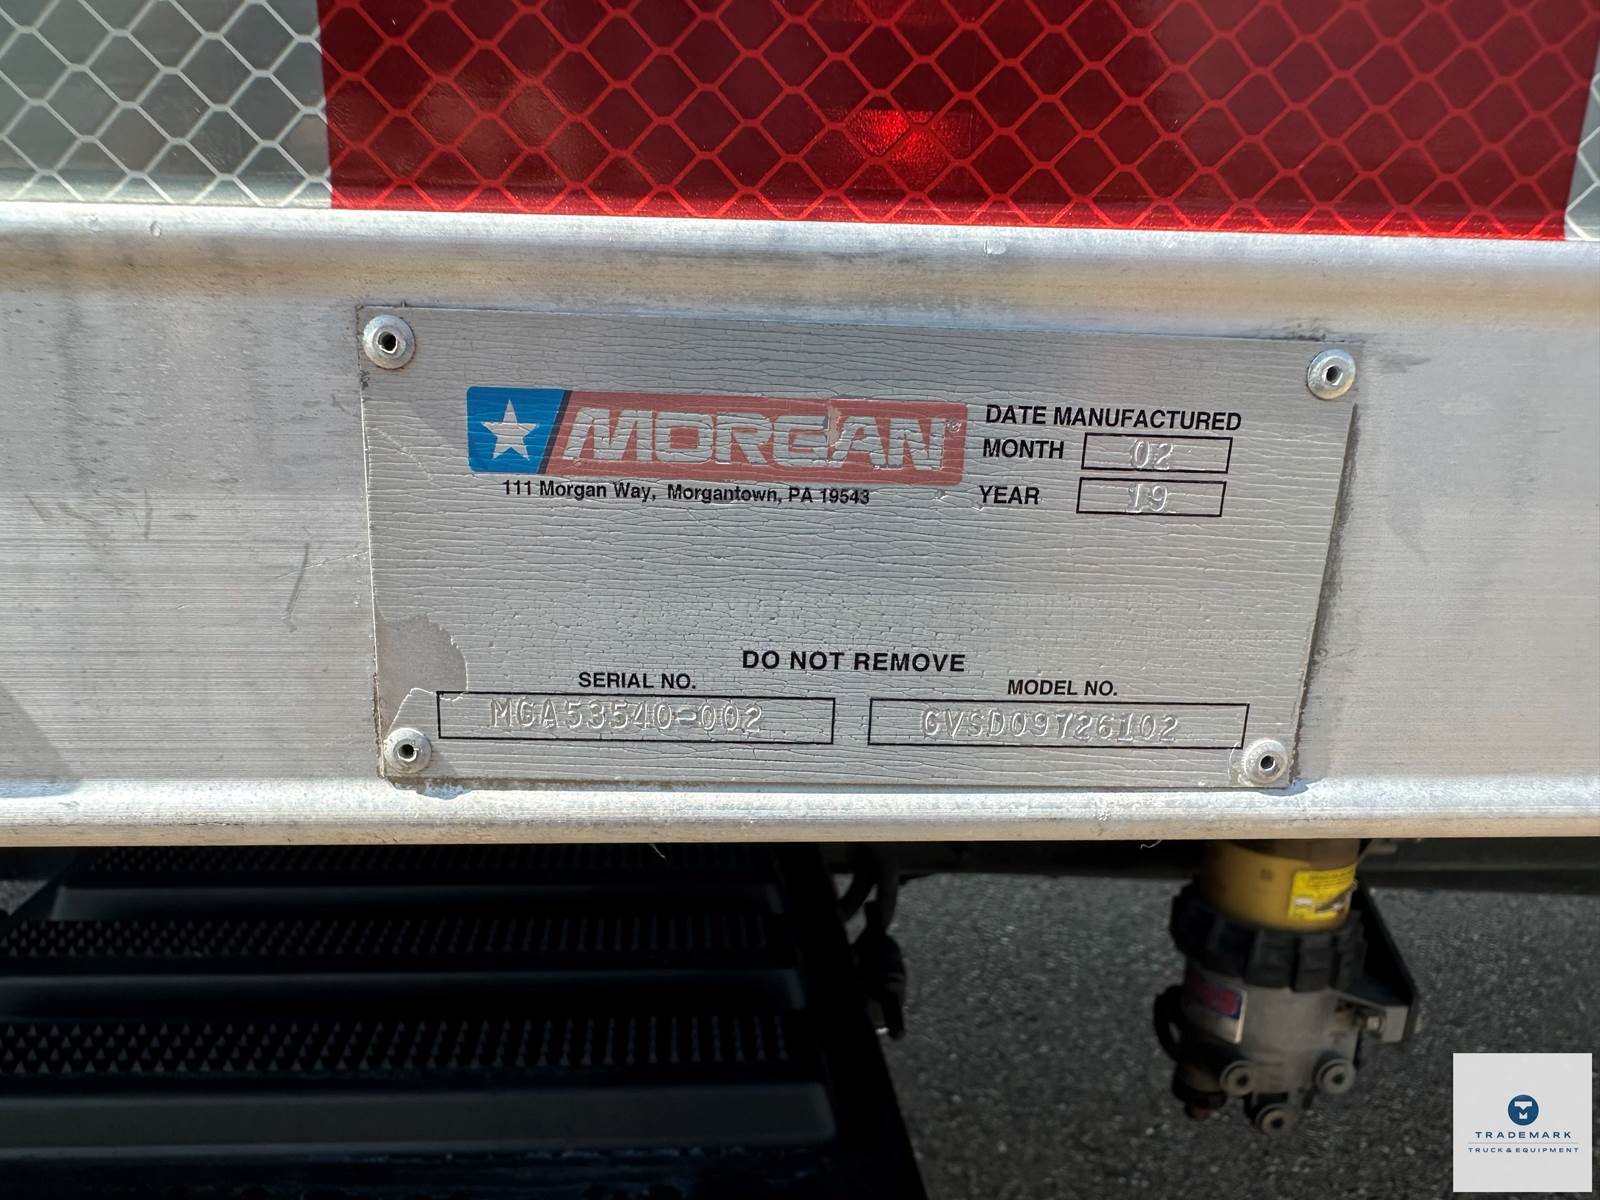 MORGAN®
111 Morgan Way, Morgantown, PA 19543
DATE MANUFACTURED
MONTH 02
YEAR 19
DO NOT REMOVE
SERIAL NO.
MGA53540-002
MODEL NO.
GVSD09726102
TRADEMARK
TRUCK & EQUIPMENT